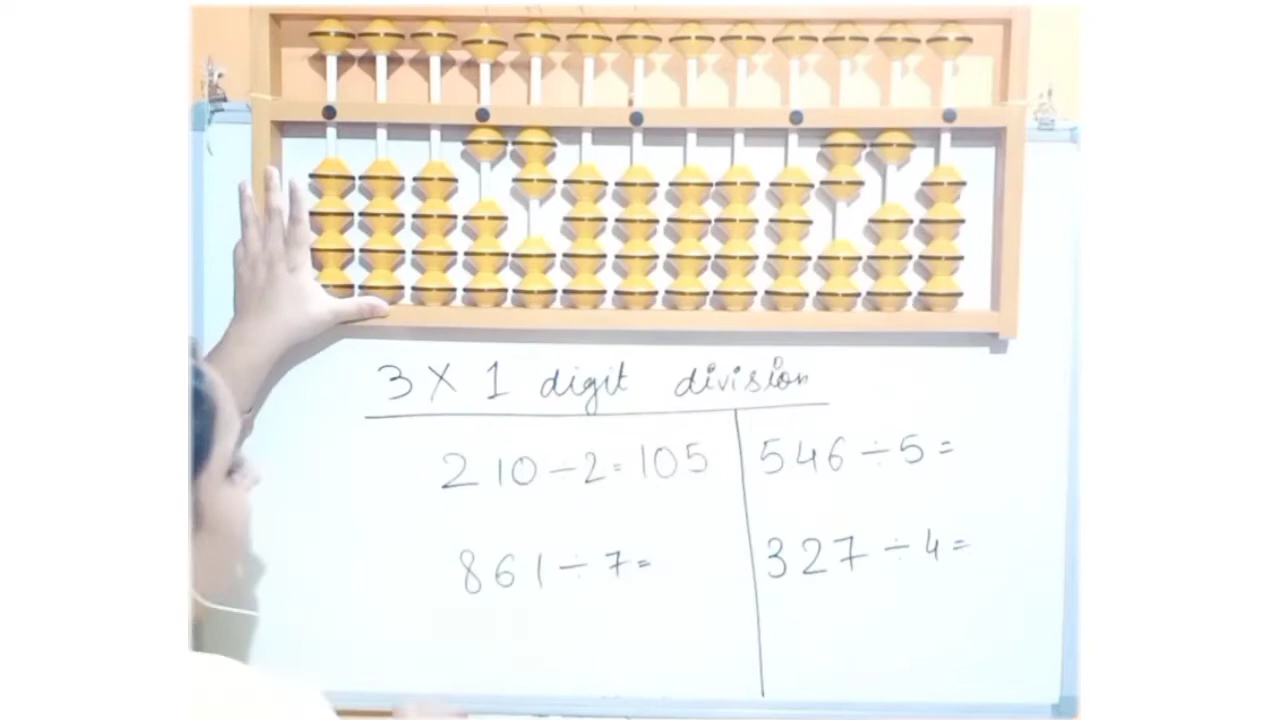 3 X 1 digit division
210÷2=105
546÷5=
861÷7=
327÷4=